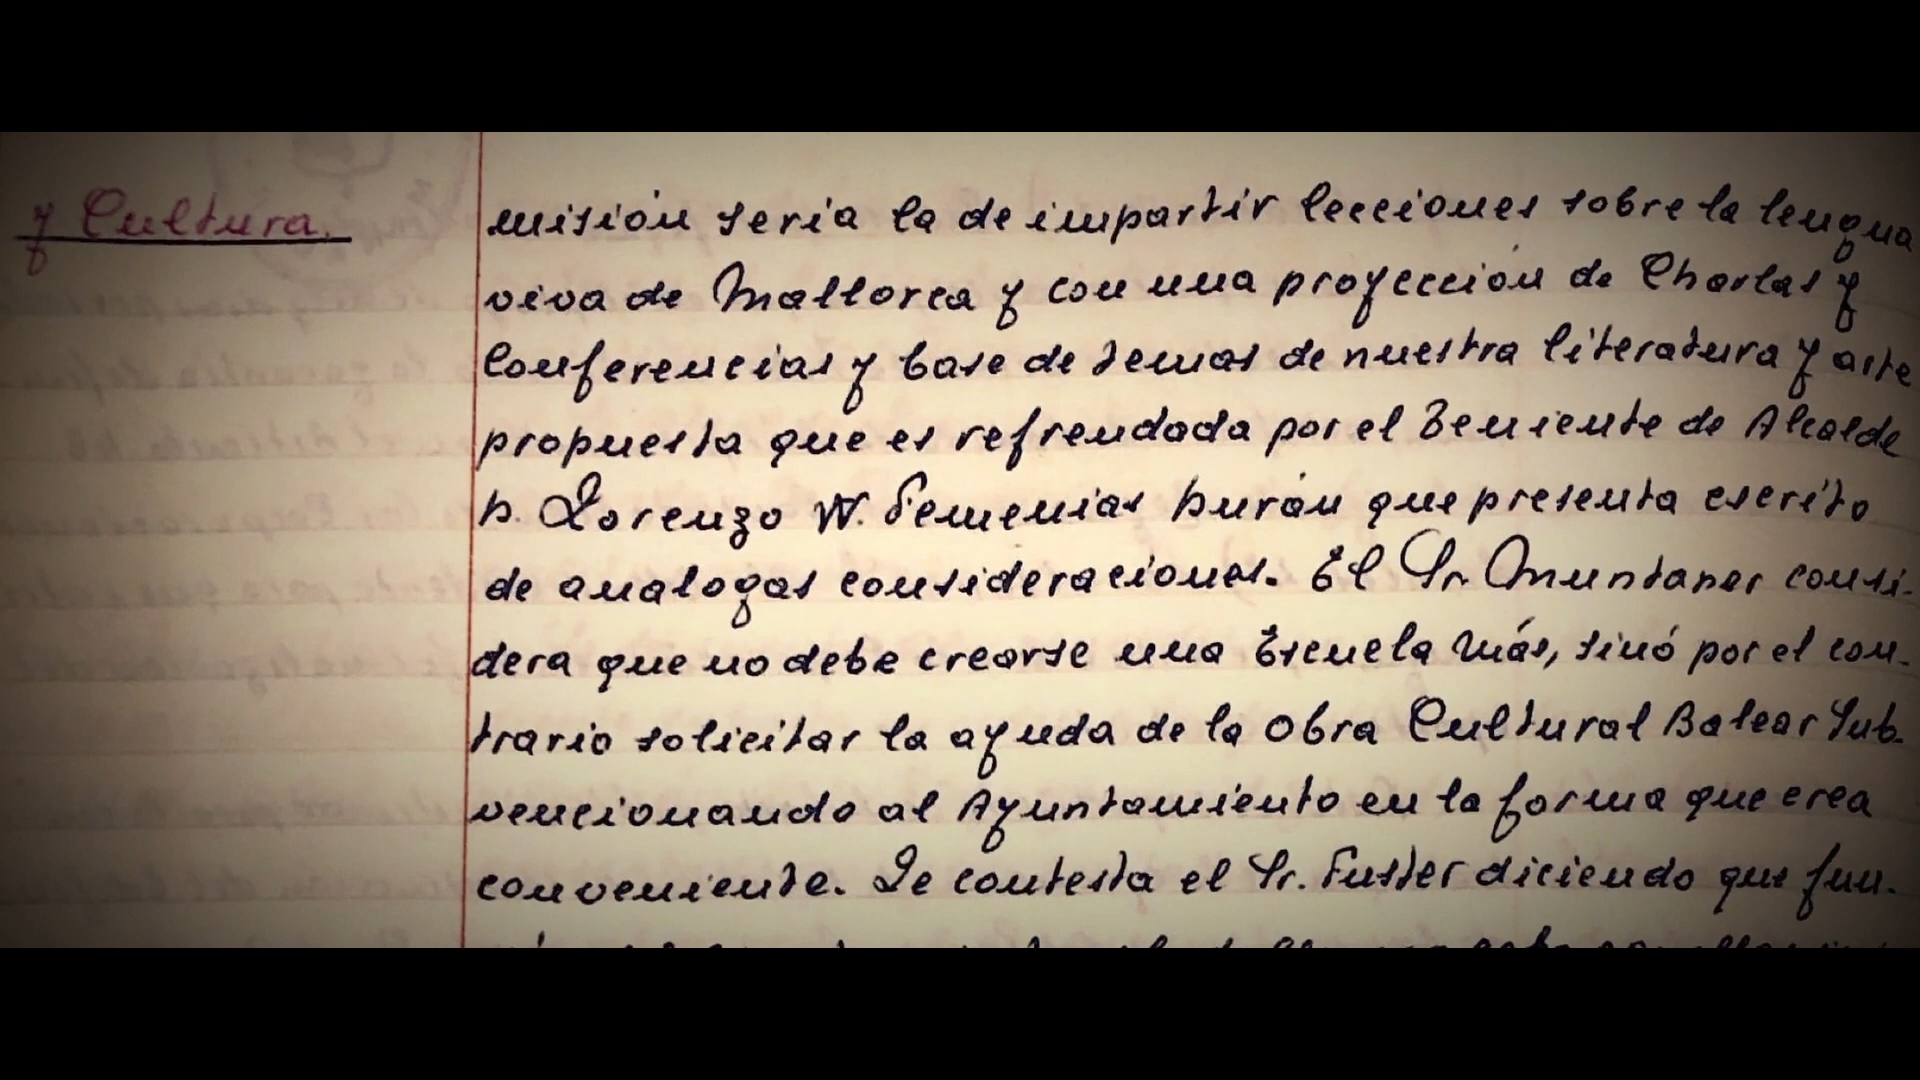 y Cultura.
misión seria la de impartir lecciones sobre la lengua
viva de Mallorca y con una proyección de Charlas y
Conferencias y base de temas de nuestra literatura y arte
propuesta que es refrendada por el Teniente de Alcalde
D. Lorenzo N. Femenias Durán que presenta escrito
de analogas consideraciones. El Sr. Muntaner consi-
dera que no debe crearse una Escuela más, sinó por el con-
trario solicitar la ayuda de la Obra Cultural Balear Sub-
vencionando al Ayuntamiento en la forma que crea
conveniente. Le contesta el Sr. Fuster diciendo que fun-